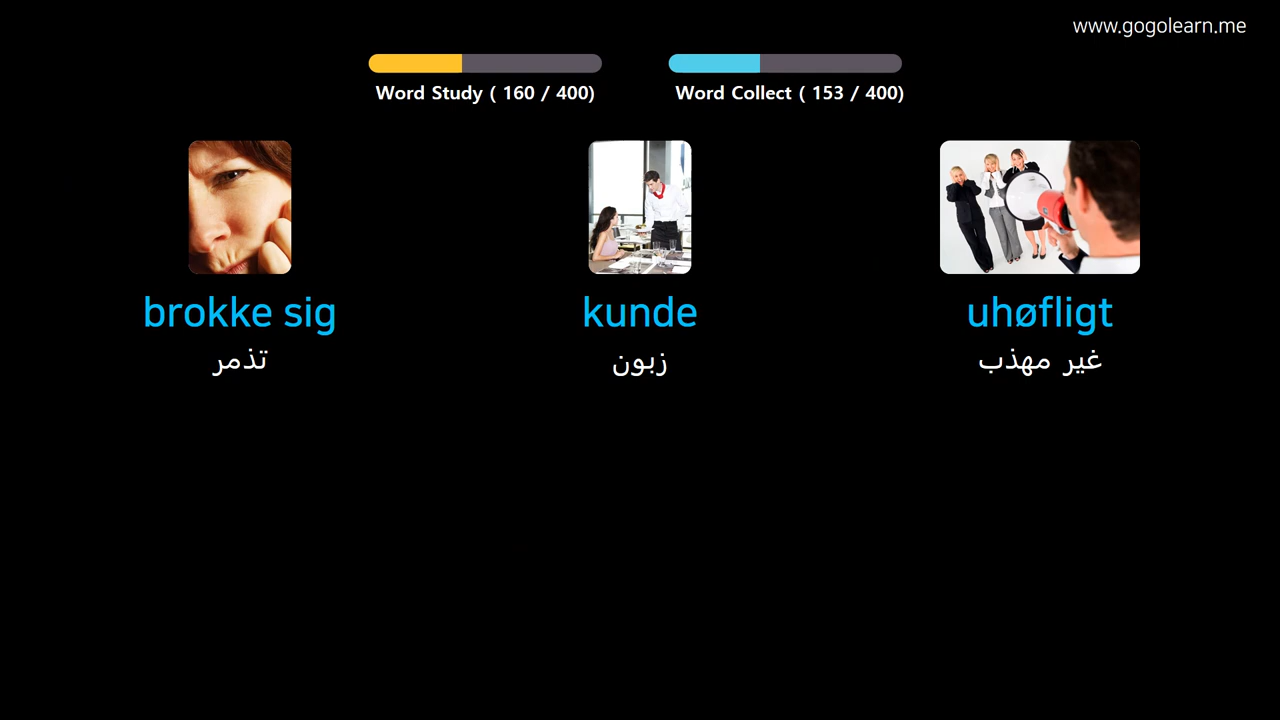 www.gogolearn.me
Word Study ( 160 / 400)
Word Collect ( 153 / 400)
brokke sig
تذمر
kunde
زبون
uhøfligt
غير مهذب